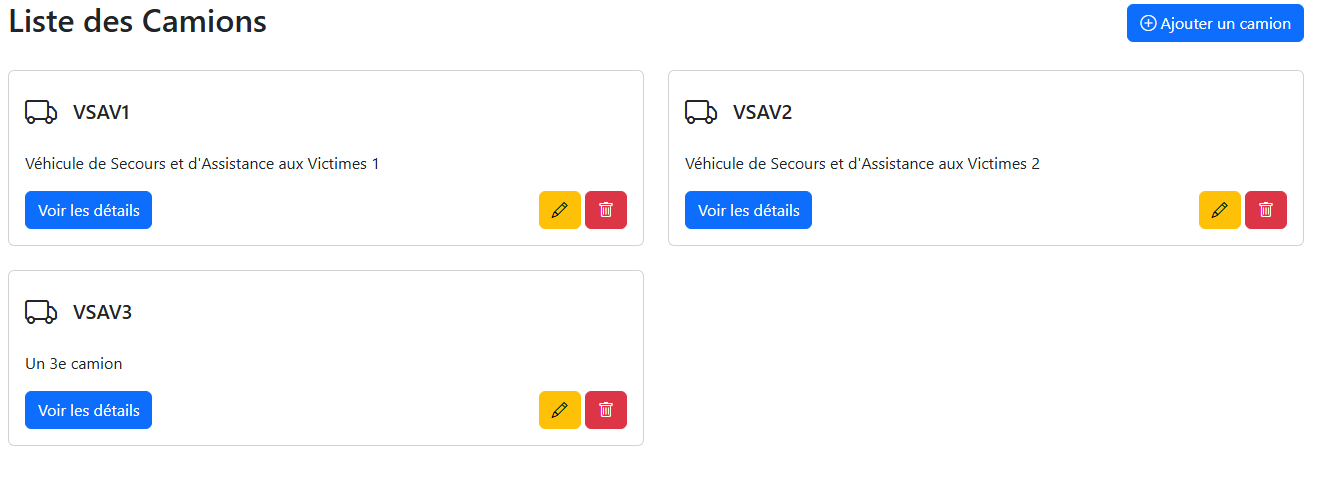 Liste des Camions
Ajouter un camion
VSAV1
Véhicule de Secours et d'Assistance aux Victimes 1
Voir les détails
VSAV2
Véhicule de Secours et d'Assistance aux Victimes 2
Voir les détails
VSAV3
Un 3e camion
Voir les détails